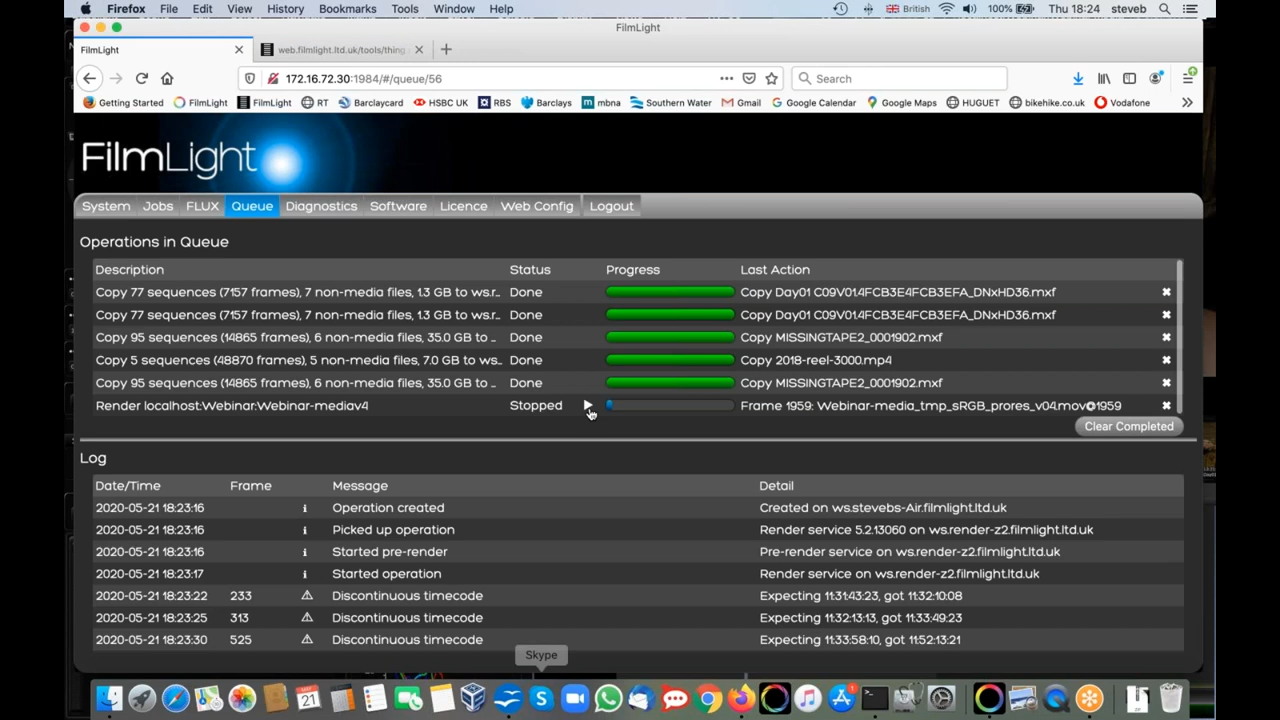 Firefox File Edit View History Bookmarks Tools Window Help British 100% Thu 18:24 steveb
FilmLight
FilmLight web.filmlight.ltd.uk/tools/thing
172.16.72.30:1984/#/queue/56 Search
Getting Started FilmLight FilmLight RT Barclaycard HSBC UK RBS Barclays mbna Southern Water Gmail Google Calendar Google Maps HUGUET bikehike.co.uk Vodafone
FilmLight
System Jobs FLUX Queue Diagnostics Software Licence Web Config Logout
Operations in Queue
Description Status Progress Last Action
Copy 77 sequences (7157 frames), 7 non-media files, 1.3 GB to ws.r... Done Copy Day01 C09V01.4FCB3E4FCB3EFA_DNxHD36.mxf
Copy 77 sequences (7157 frames), 7 non-media files, 1.3 GB to ws.r... Done Copy Day01 C09V01.4FCB3E4FCB3EFA_DNxHD36.mxf
Copy 95 sequences (14865 frames), 6 non-media files, 35.0 GB to ... Done Copy MISSINGTAPE2_0001902.mxf
Copy 5 sequences (48870 frames), 5 non-media files, 7.0 GB to ws... Done Copy 2018-reel-3000.mp4
Copy 95 sequences (14865 frames), 6 non-media files, 35.0 GB to ... Done Copy MISSINGTAPE2_0001902.mxf
Render localhost:Webinar:Webinar-mediav4 Stopped Frame 1959: Webinar-media_tmp_sRGB_prores_v04.mov@1959
Clear Completed
Log
Date/Time Frame Message Detail
2020-05-21 18:23:16 i Operation created Created on ws.stevebs-Air.filmlight.ltd.uk
2020-05-21 18:23:16 i Picked up operation Render service 5.2.13060 on ws.render-z2.filmlight.ltd.uk
2020-05-21 18:23:16 i Started pre-render Pre-render service on ws.render-z2.filmlight.ltd.uk
2020-05-21 18:23:17 i Started operation Render service on ws.render-z2.filmlight.ltd.uk
2020-05-21 18:23:22 233 Discontinuous timecode Expecting 11:31:43:23, got 11:32:10:08
2020-05-21 18:23:25 313 Discontinuous timecode Expecting 11:32:13:13, got 11:33:49:23
2020-05-21 18:23:30 525 Discontinuous timecode Expecting 11:33:58:10, got 11:52:13:21
Skype
MAY
21